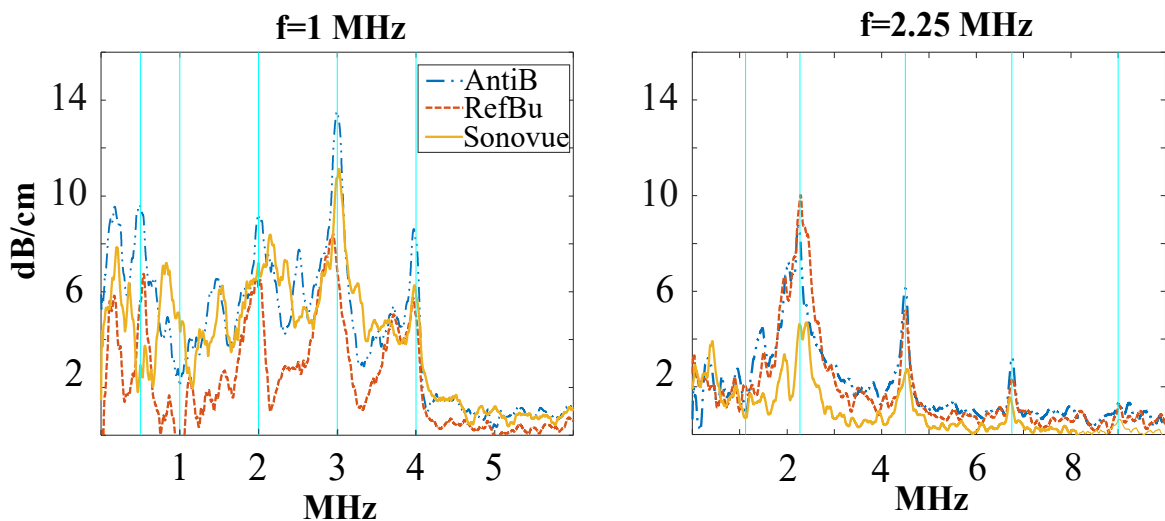 f=1 MHz
f=2.25 MHz
dB/cm
14
10
6
2
AntiB
RefBu
Sonovue
1 2 3 4 5
MHz
14
10
6
2
2 4 6 8
MHz